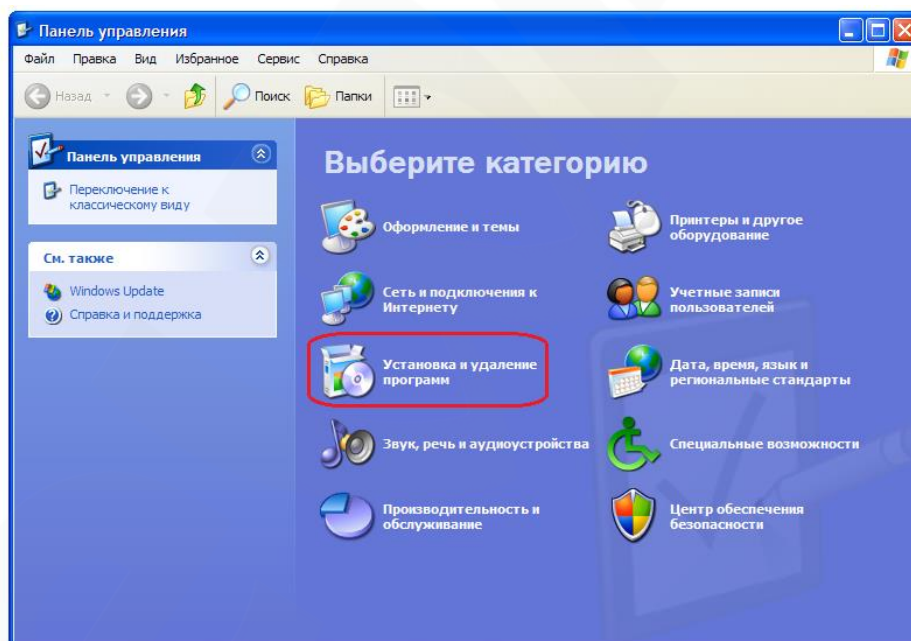 Панель управления
Файл Правка Вид Избранное Сервис Справка
Назад Поиск Папки
Панель управления
Переключение к
классическому виду
См. также
Windows Update
Справка и поддержка
Выберите категорию
Оформление и темы
Принтеры и другое
оборудование
Сеть и подключения к
Интернету
Учетные записи
пользователей
Установка и удаление
программ
Дата, время, язык и
региональные стандарты
Звук, речь и аудиоустройства
Специальные возможности
Производительность и
обслуживание
Центр обеспечения
безопасности